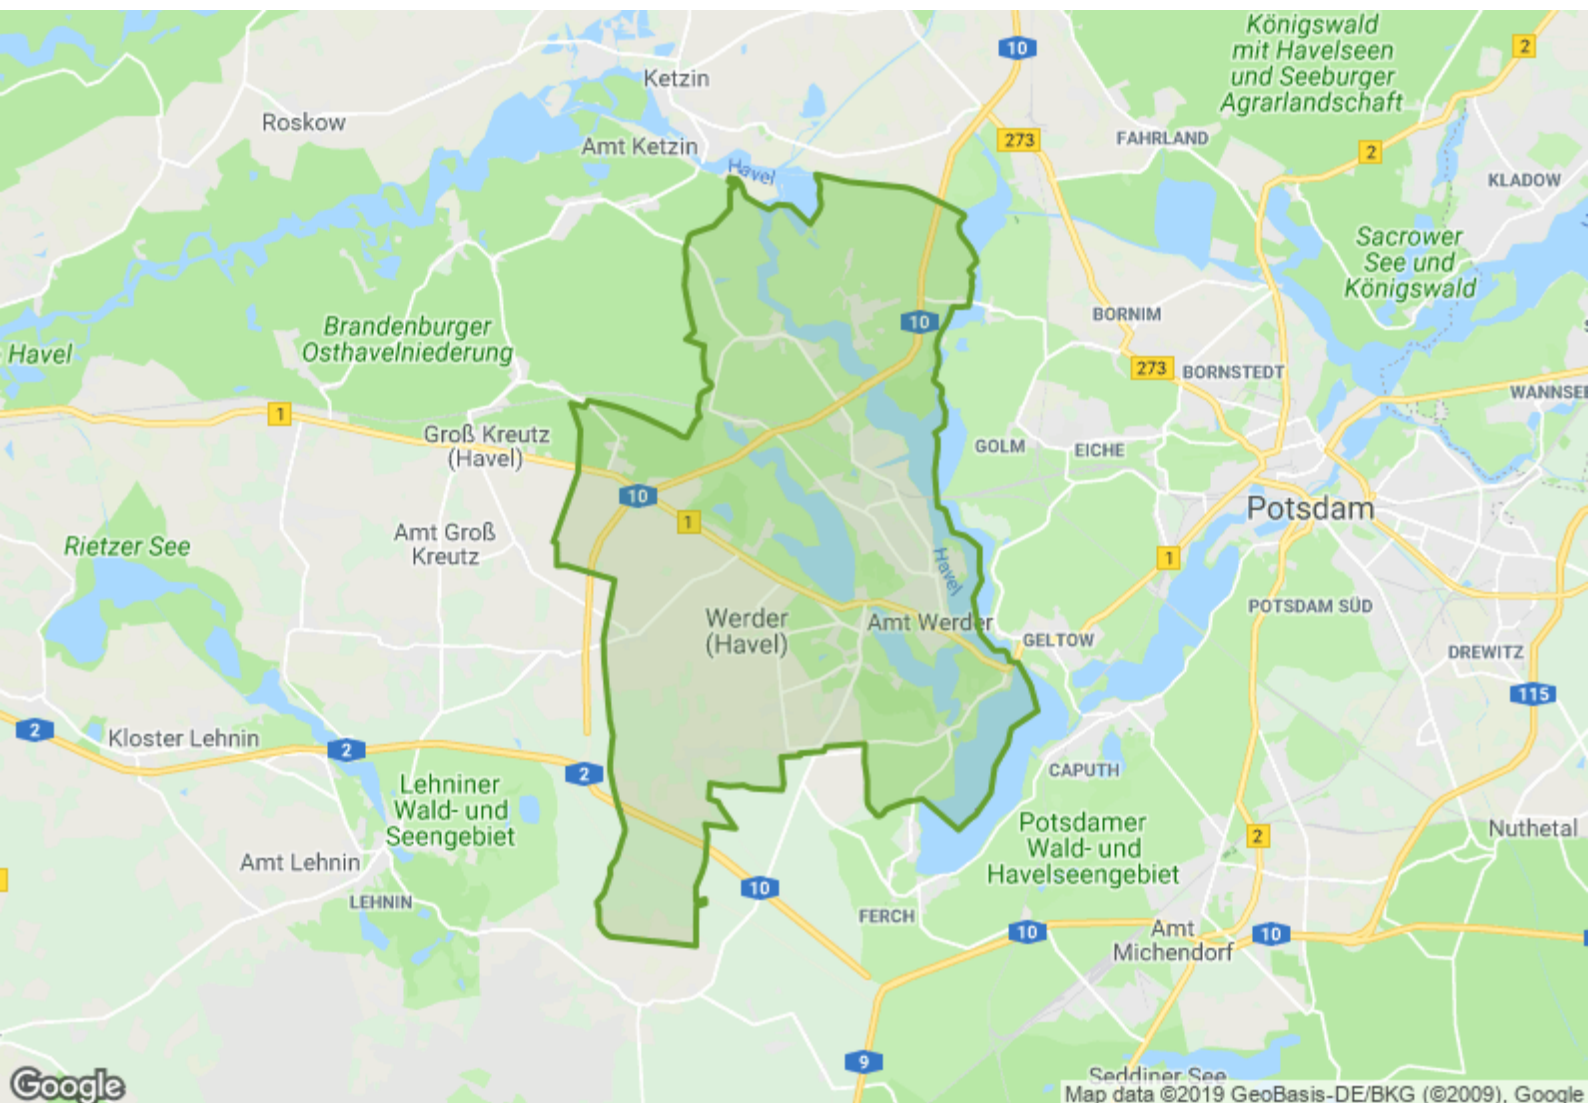 Königswald
mit Havelseen
und Seeburger
Agrarlandschaft
10
2
Ketzin
Roskow
273
FAHRLAND
2
Amt Ketzin
Havel
KLADOW
Sacrower
See und
Königswald
BORNIM
10
Brandenburger
Osthavelniederung
Havel
273
BORNSTEDT
WANNSEE
1
Groß Kreutz
(Havel)
GOLM
EICHE
10
1
Potsdam
Amt Groß
Kreutz
Rietzer See
Havel
1
POTSDAM SÜD
Werder
(Havel)
Amt Werder
GELTOW
DREWITZ
115
2
Kloster Lehnin
2
2
CAPUTH
Lehniner
Wald- und
Seengebiet
Potsdamer
Wald- und
Havelseengebiet
2
Nuthetal
Amt Lehnin
10
LEHNIN
FERCH
10
Amt
Michendorf
10
9
Seddiner See
Google
Map data ©2019 GeoBasis-DE/BKG (©2009), Google